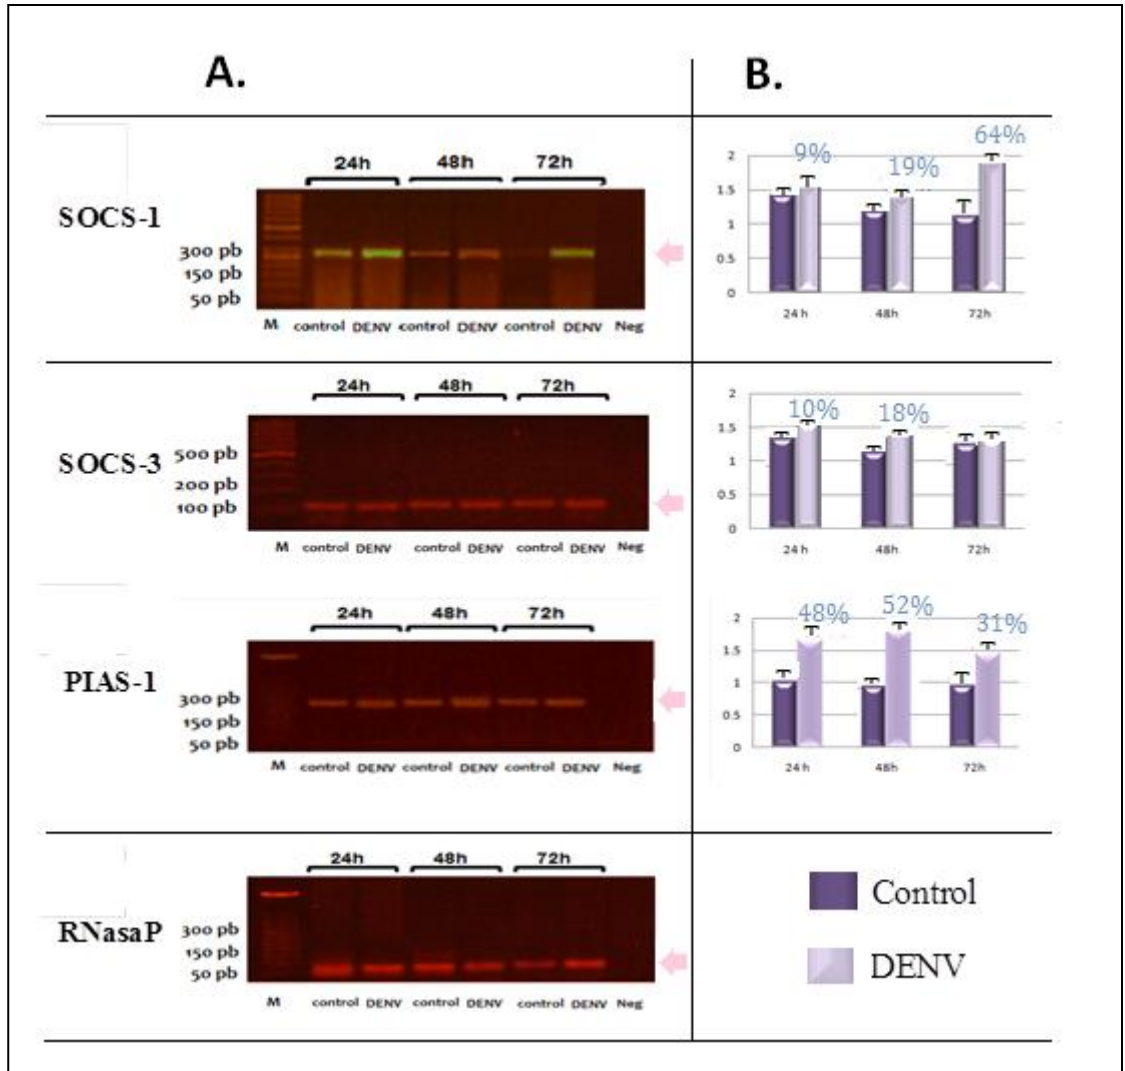 A.
B.
SOCS-1
24h 48h 72h
300 pb
150 pb
50 pb
M control DENV control DENV control DENV Neg
9% 19% 64%
2
1.5
1
0.5
0
24 h 48h 72h
SOCS-3
24h 48h 72h
500 pb
200 pb
100 pb
M control DENV control DENV control DENV Neg
10% 18%
2
1.5
1
0.5
0
24 h 48h 72h
PIAS-1
24h 48h 72h
300 pb
150 pb
50 pb
M control DENV control DENV control DENV Neg
48% 52% 31%
2
1.5
1
0.5
0
24 h 48h 72h
RNasaP
24h 48h 72h
300 pb
150 pb
50 pb
M control DENV control DENV control DENV Neg
Control
DENV